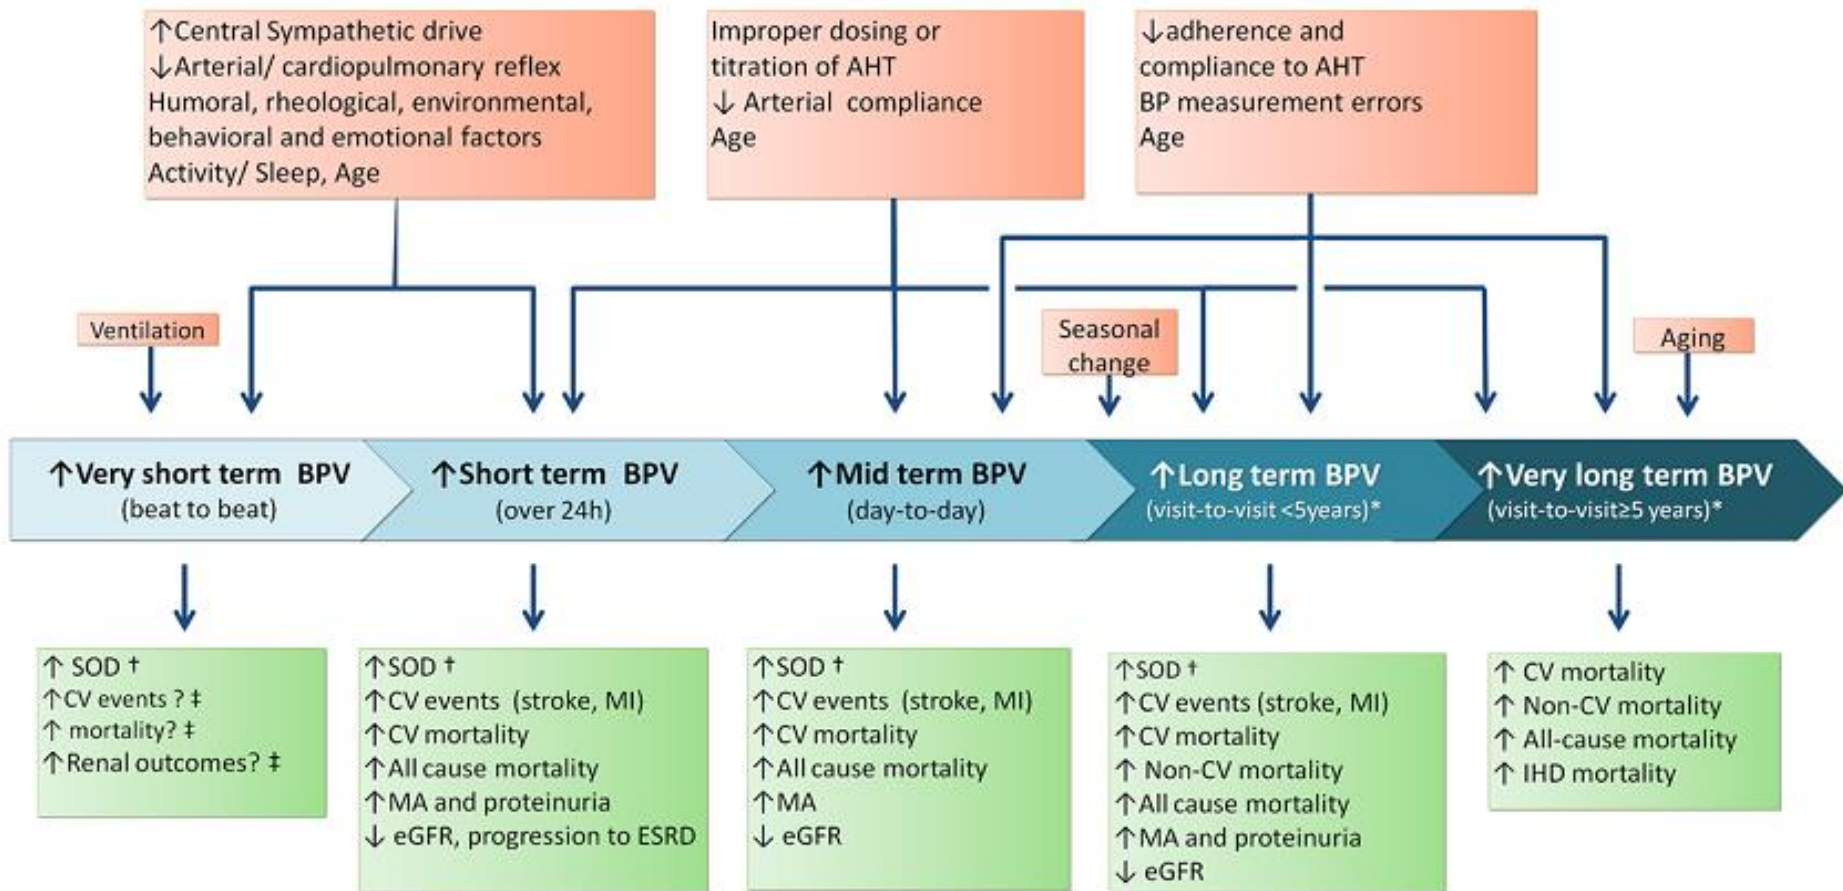 ↑Central Sympathetic drive
↓Arterial/ cardiopulmonary reflex
Humoral, rheological, environmental,
behavioral and emotional factors
Activity/ Sleep, Age
Improper dosing or
titration of AHT
↓ Arterial compliance
Age
↓adherence and
compliance to AHT
BP measurement errors
Age
Ventilation
Seasonal
change
Aging
↑Very short term BPV
(beat to beat)
↑Short term BPV
(over 24h)
↑Mid term BPV
(day-to-day)
↑Long term BPV
(visit-to-visit <5years)*
↑Very long term BPV
(visit-to-visit≥5 years)*
↑ SOD †
↑CV events ? ‡
↑ mortality? ‡
↑Renal outcomes? ‡
↑SOD †
↑CV events (stroke, MI)
↑CV mortality
↑All cause mortality
↑MA and proteinuria
↓ eGFR, progression to ESRD
↑SOD †
↑CV events (stroke, MI)
↑CV mortality
↑All cause mortality
↑MA
↓ eGFR
↑SOD †
↑CV events (stroke, MI)
↑CV mortality
↑ Non-CV mortality
↑All cause mortality
↑MA and proteinuria
↓ eGFR
↑ CV mortality
↑ Non-CV mortality
↑ All-cause mortality
↑ IHD mortality